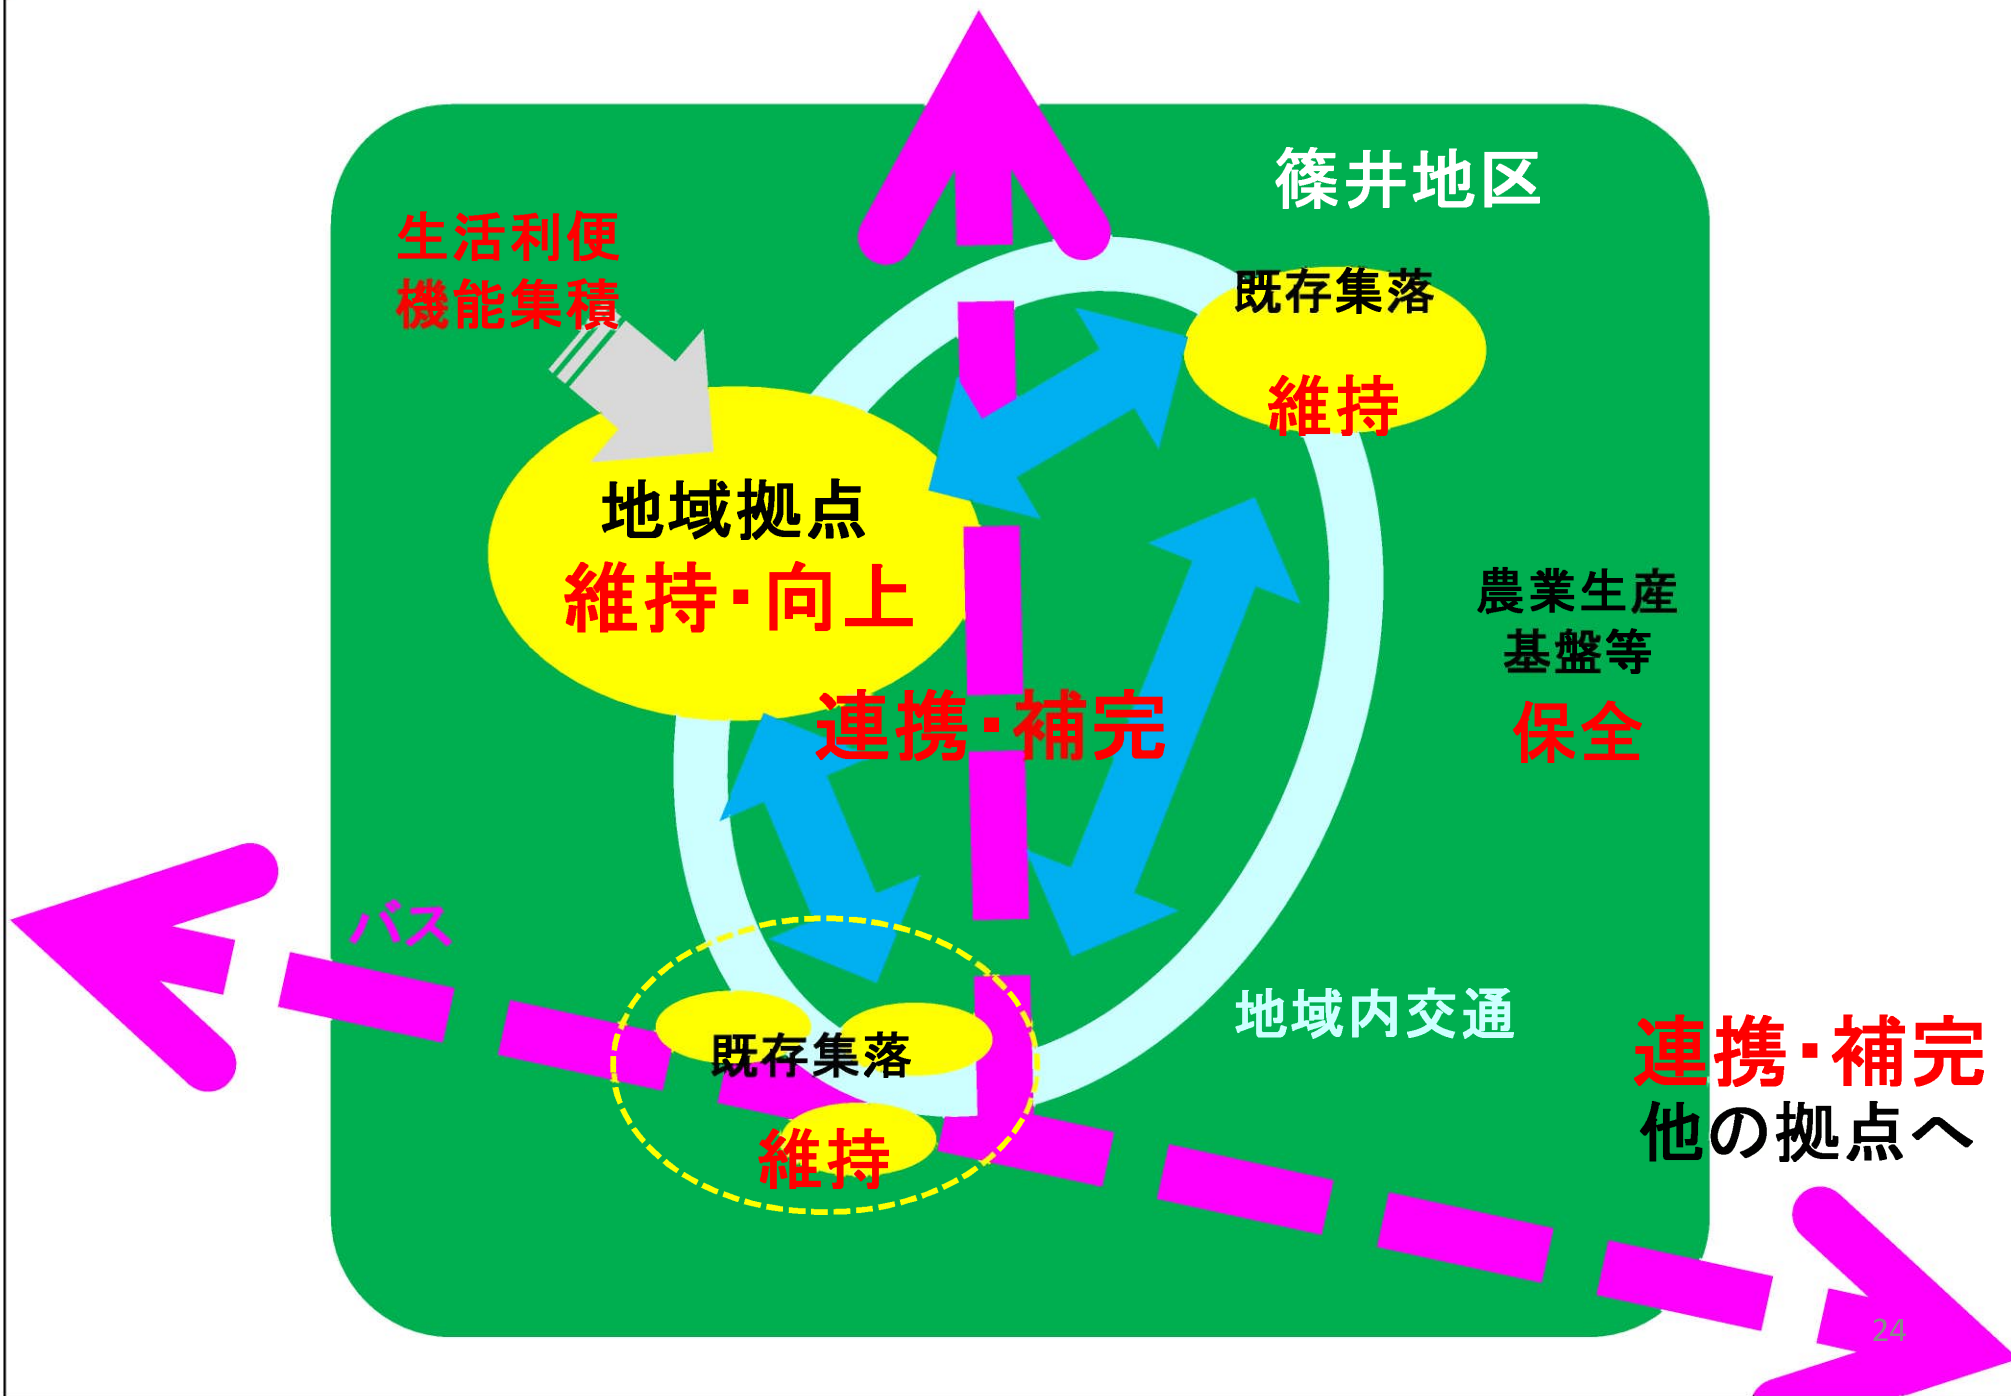 篠井地区
生活利便
機能集積
既存集落
維持
地域拠点
維持・向上
農業生産
基盤等
保全
連携・補完
バス
地域内交通
連携・補完
他の拠点へ
既存集落
維持
24